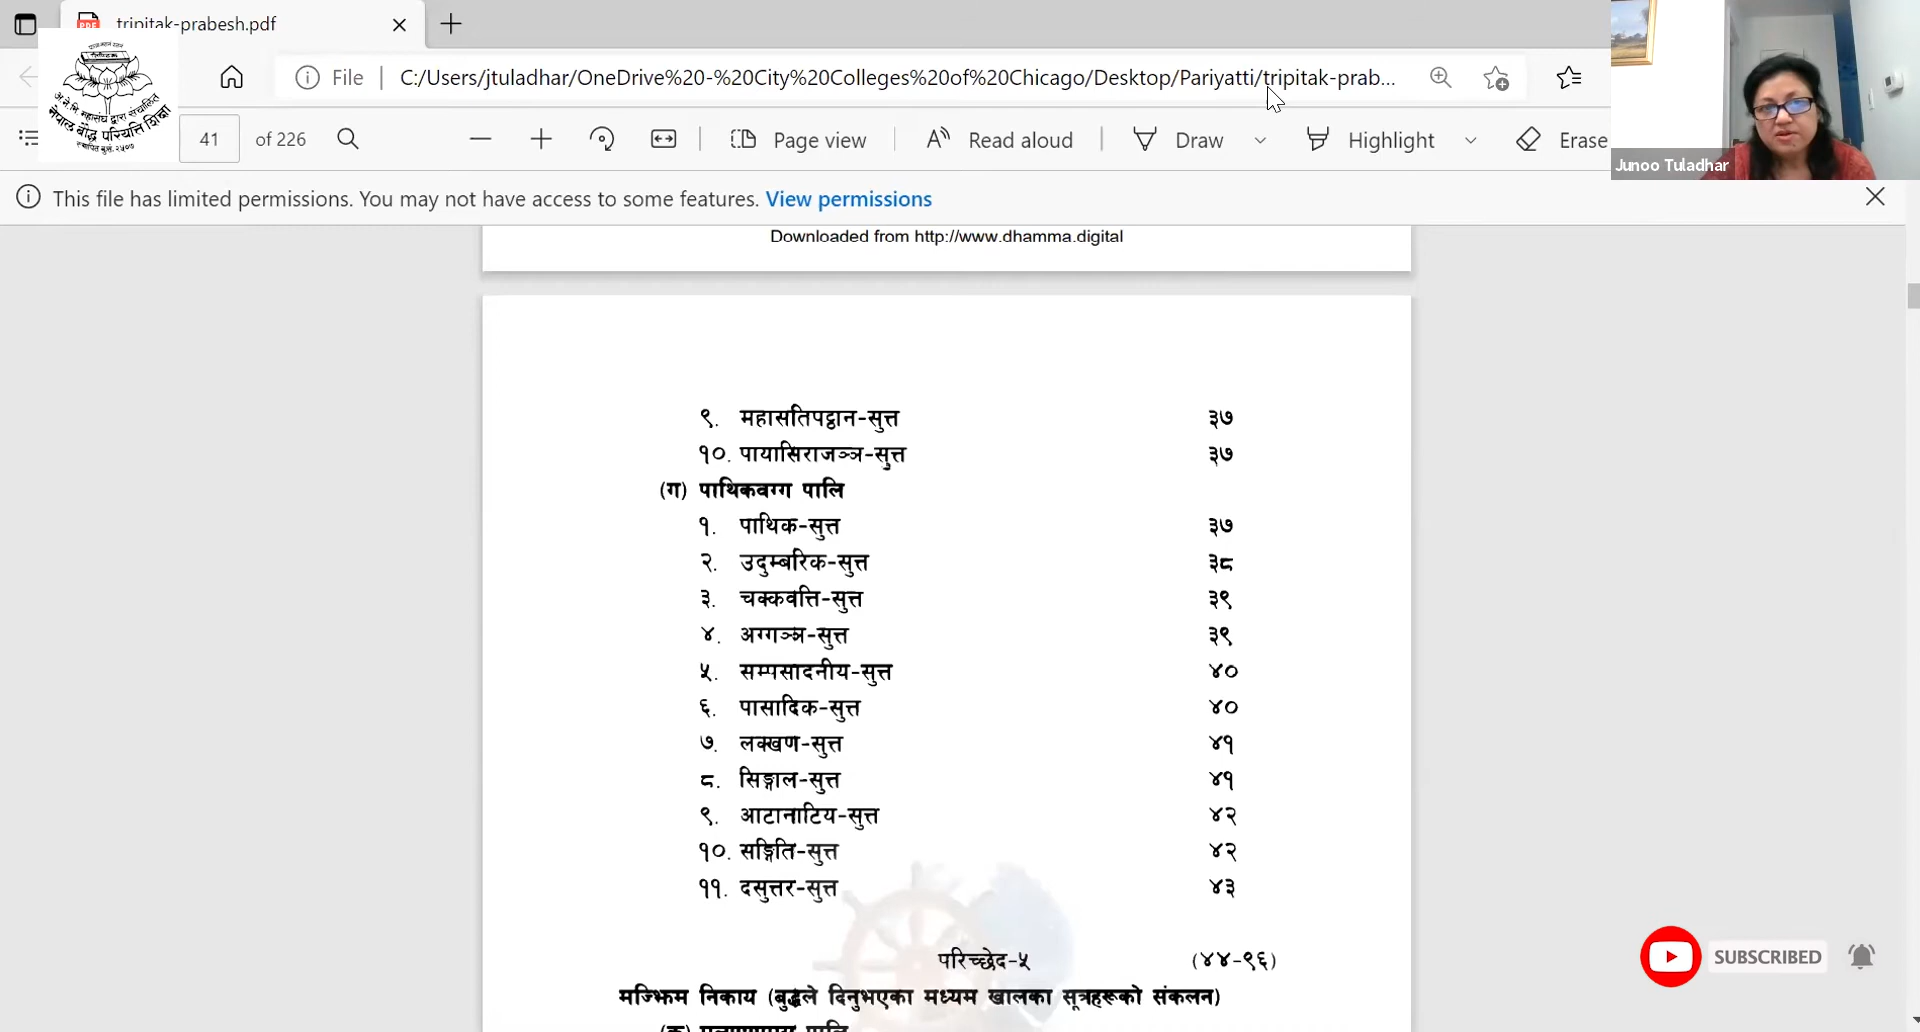 tripitak-prabesh.pdf
File
C:/Users/jtuladhar/OneDrive%20-%20City%20Colleges%20of%20Chicago/Desktop/Pariyatti/tripitak-prab...
41 of 226
Page view
Read aloud
Draw
Highlight
Erase
Junoo Tuladhar
This file has limited permissions. You may not have access to some features. View permissions
Downloaded from http://www.dhamma.digital
९. महासतिपट्ठान-सुत्त ३७
१०. पायासिराजञ्ञ-सुत्त ३७
(ग) पाथिकवग्ग पालि
१. पाथिक-सुत्त ३७
२. उदुम्बरिक-सुत्त ३८
३. चक्कवत्ति-सुत्त ३९
४. अग्गञ्ञ-सुत्त ३९
५. सम्पसादनीय-सुत्त ४०
६. पासादिक-सुत्त ४०
७. लक्खण-सुत्त ४१
८. सिङ्गाल-सुत्त ४१
९. आटानाटिय-सुत्त ४२
१०. सङ्गिति-सुत्त ४२
११. दसुत्तर-सुत्त ४३
परिच्छेद-५ (४४-९६)
मज्झिम निकाय (बुद्धले दिनुभएका मध्यम खालका सूत्रहरूको संकलन)
SUBSCRIBED